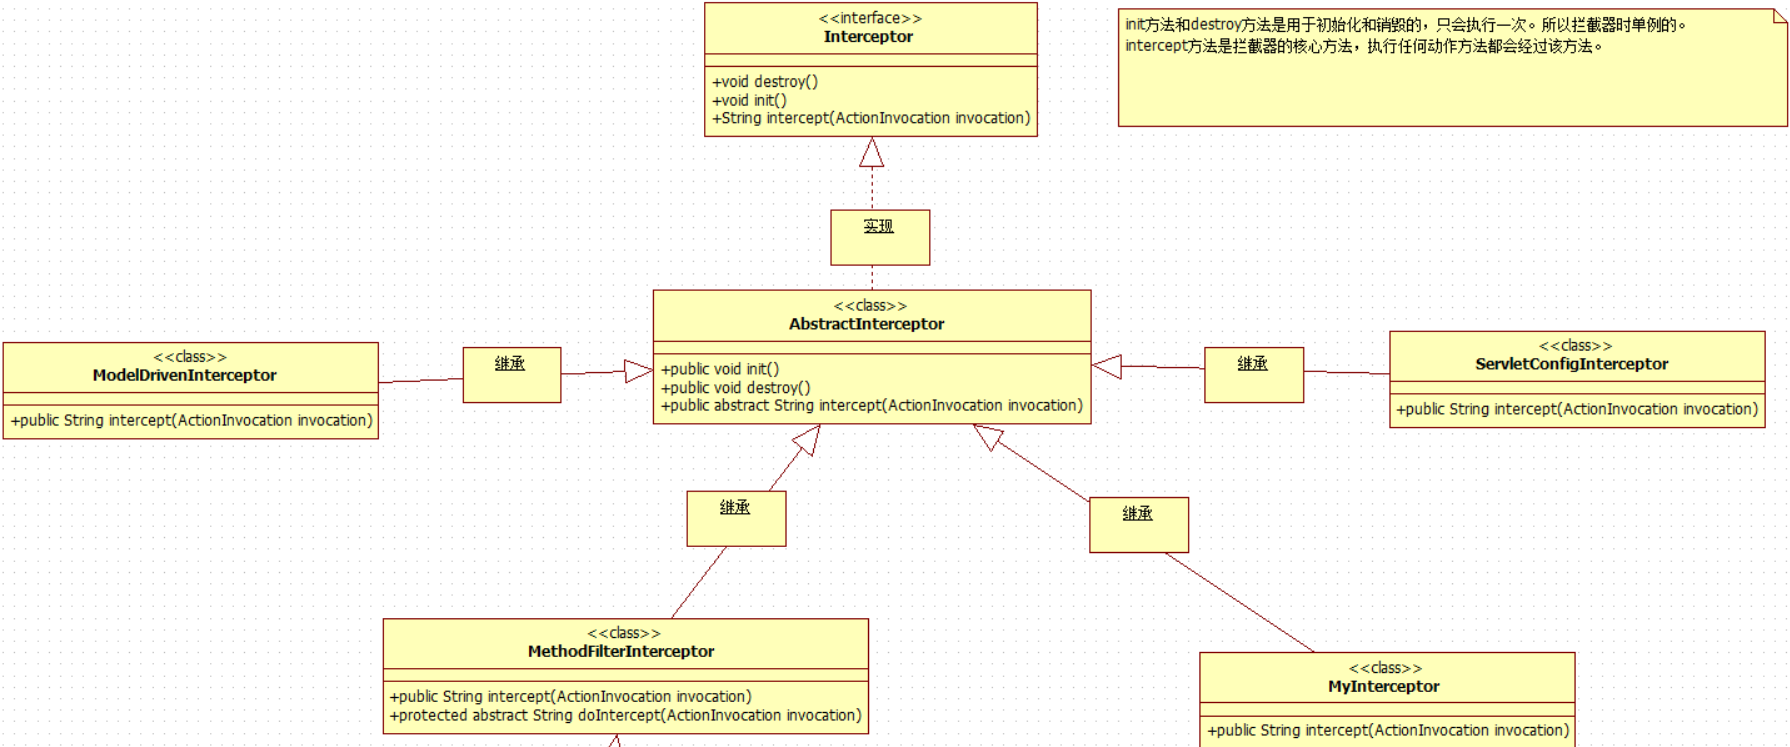 <<interface>>
Interceptor
+void destroy()
+void init()
+String intercept(ActionInvocation invocation)
init方法和destroy方法是用于初始化和销毁的，只会执行一次。所以拦截器时单例的。
intercept方法是拦截器的核心方法，执行任何动作方法都会经过该方法。
实现
<<class>>
AbstractInterceptor
+public void init()
+public void destroy()
+public abstract String intercept(ActionInvocation invocation)
<<class>>
ModelDrivenInterceptor
+public String intercept(ActionInvocation invocation)
继承
继承
<<class>>
ServletConfigInterceptor
+public String intercept(ActionInvocation invocation)
继承
继承
<<class>>
MethodFilterInterceptor
+public String intercept(ActionInvocation invocation)
+protected abstract String doIntercept(ActionInvocation invocation)
<<class>>
MyInterceptor
+public String intercept(ActionInvocation invocation)